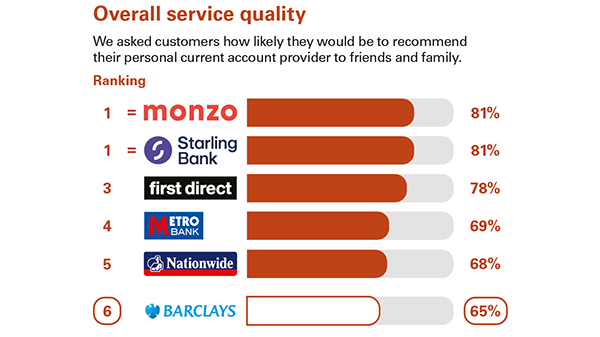 Overall service quality
We asked customers how likely they would be to recommend
their personal current account provider to friends and family.
Ranking
1 = monzo 81%
1 = Starling Bank 81%
3 first direct 78%
4 METRO BANK 69%
5 Nationwide 68%
6 BARCLAYS 65%